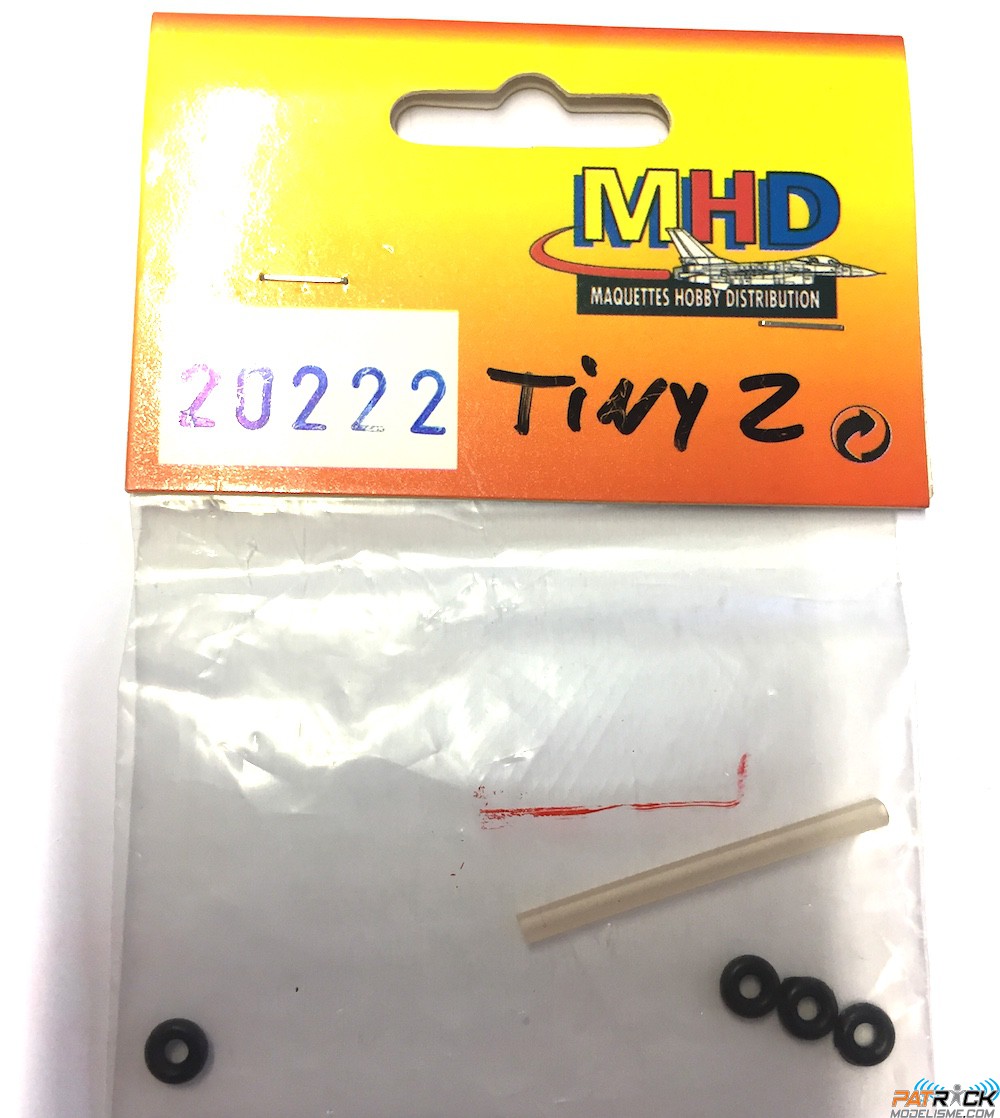 MHD
MAQUETTES HOBBY DISTRIBUTION
20222 TiNy 2
PATRICK
MODELISME.COM